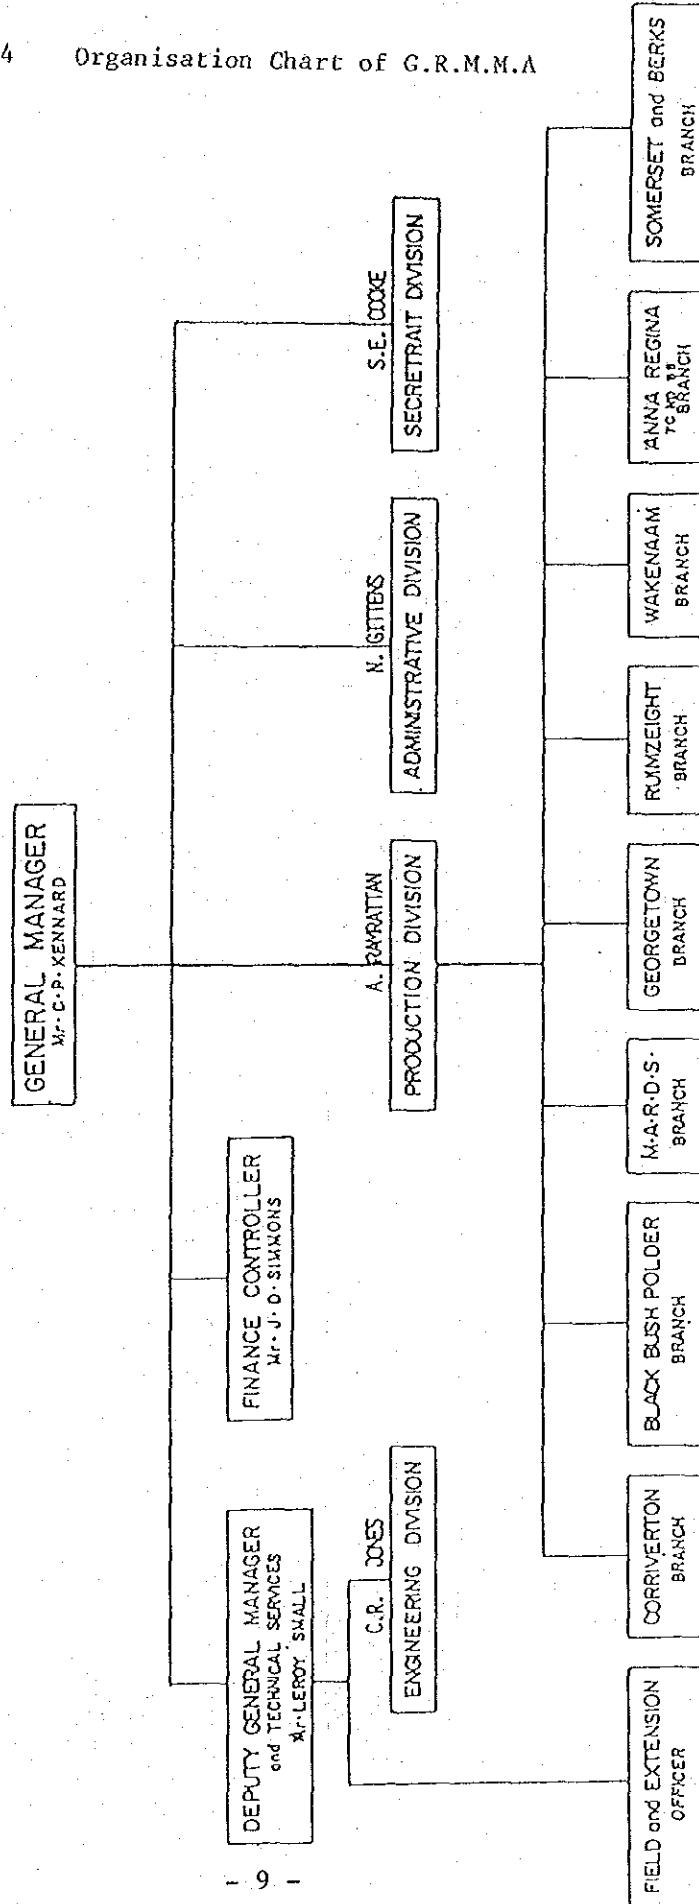 4 Organisation Chart of G.R.M.M.A
GENERAL MANAGER
Mr. C.P. KENNARD
DEPUTY GENERAL MANAGER
and TECHNICAL SERVICES
Mr. LEROY SMALL
FINANCE CONTROLLER
Mr. J.D. SIMMONS
C.R. JONES
ENGINEERING DIVISION
A. RAMRATTAN
PRODUCTION DIVISION
N. GITTENS
ADMINISTRATIVE DIVISION
S.E. COOKE
SECRETRAIT DIVISION
FIELD and EXTENSION
OFFICER
CORRIVERTON
BRANCH
BLACK BUSH POLDER
BRANCH
M.A.R.D.S.
BRANCH
GEORGETOWN
BRANCH
RUIMZEIGHT
BRANCH
WAKENAAM
BRANCH
ANNA REGINA
BRANCH
SOMERSET and BERKS
BRANCH
- 9 -